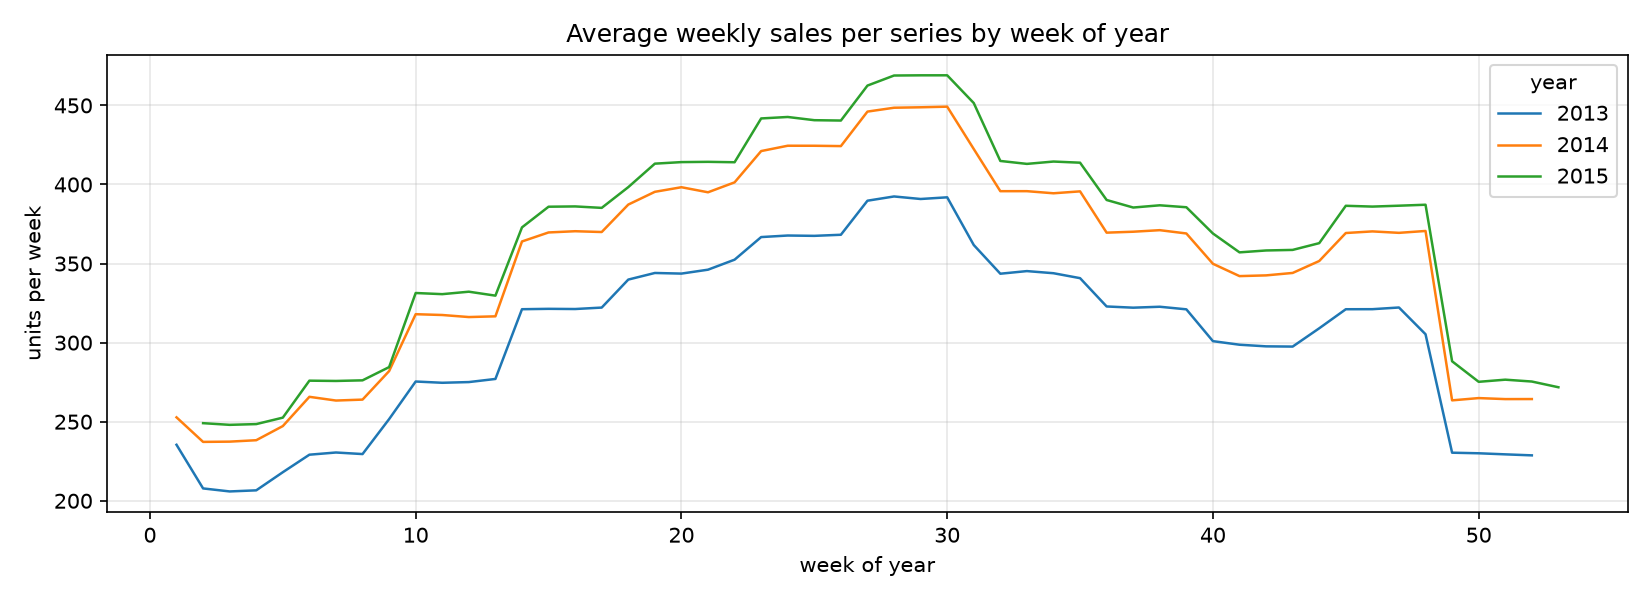 Average weekly sales per series by week of year
year
2013
2014
2015
450
400
350
300
250
200
units per week
0 10 20 30 40 50
week of year